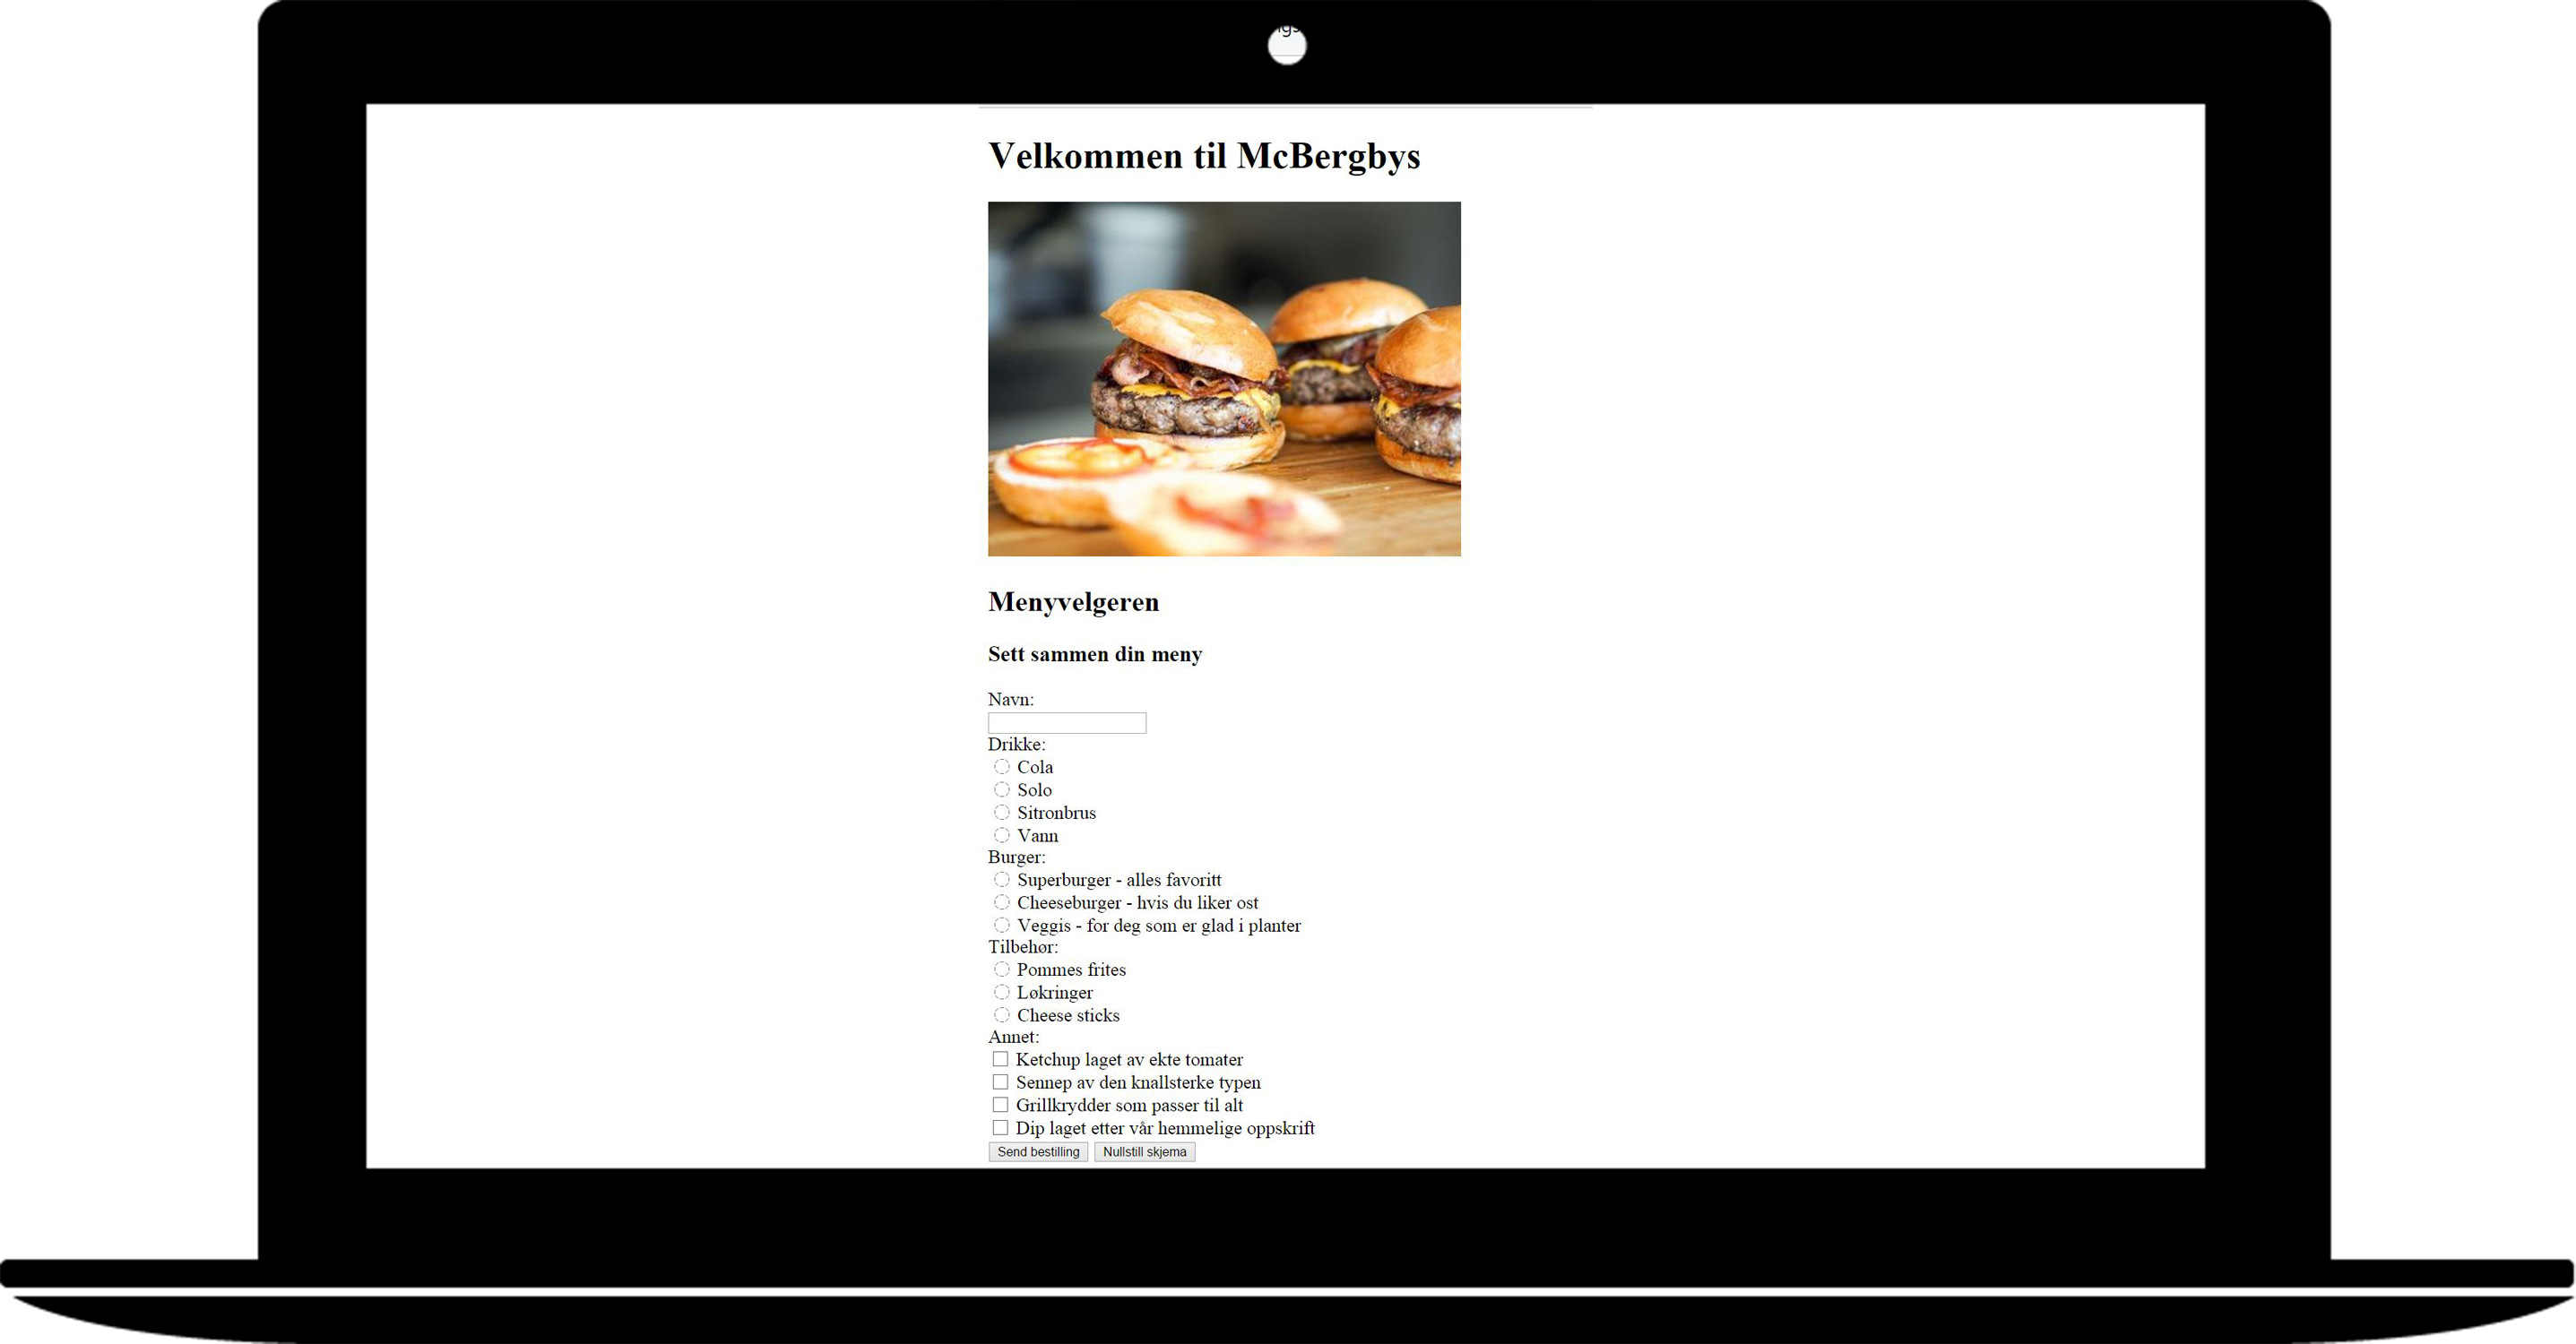 Velkommen til McBergbys
Menyvelgeren
Sett sammen din meny
Navn:
Drikke:
Cola
Solo
Sitronbrus
Vann
Burger:
Superburger - alles favoritt
Cheeseburger - hvis du liker ost
Veggis - for deg som er glad i planter
Tilbehør:
Pommes frites
Løkringer
Cheese sticks
Annet:
Ketchup laget av ekte tomater
Sennep av den knallsterke typen
Grillkrydder som passer til alt
Dip laget etter vår hemmelige oppskrift
Send bestilling Nullstill skjema